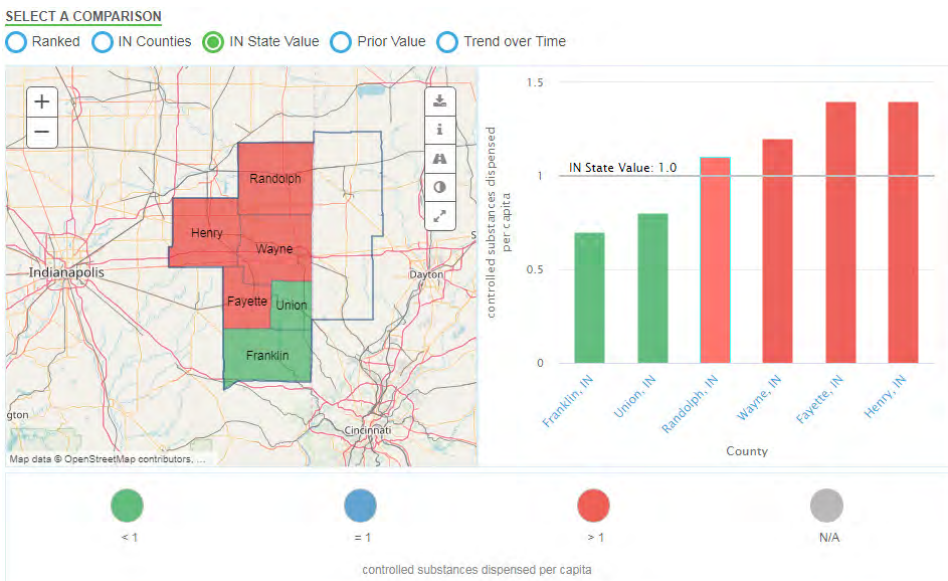 SELECT A COMPARISON
Ranked IN Counties IN State Value Prior Value Trend over Time
+
−
i
Randolph
Henry
Wayne
Indianapolis
Dayton
S
Fayette
Union
Franklin
gton
Cincinnati
Map data © OpenStreetMap contributors, ...
controlled substances dispensed
per capita
1.5
1
0.5
0
IN State Value: 1.0
Franklin, IN
Union, IN
Randolph, IN
Wayne, IN
Fayette, IN
Henry, IN
County
< 1
= 1
> 1
N/A
controlled substances dispensed per capita